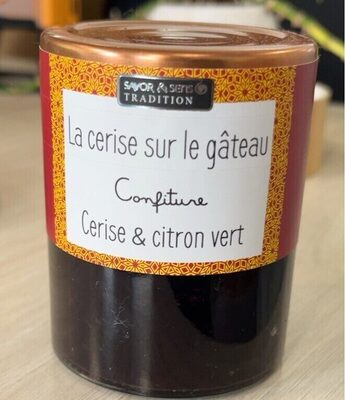 SAVOR & SENS
TRADITION
La cerise sur le gâteau
Confiture
Cerise & citron vert